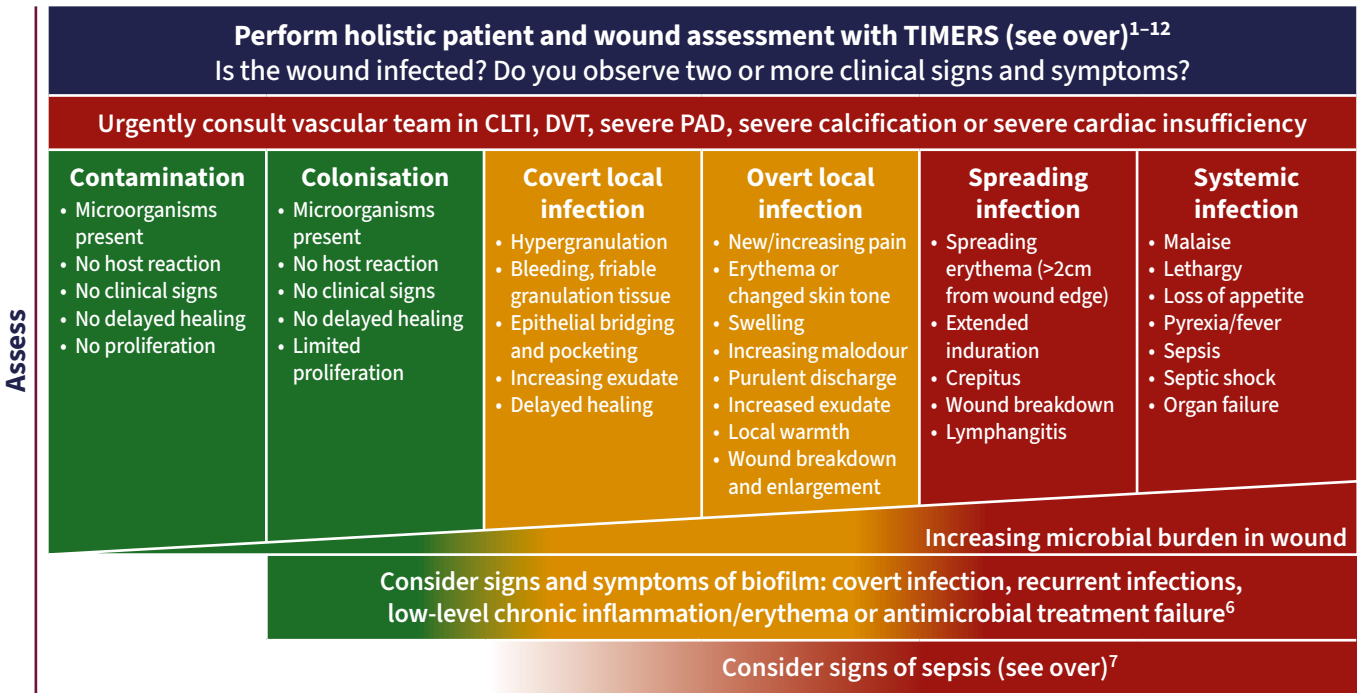 Assess
Perform holistic patient and wound assessment with TIMERS (see over)1–12
Is the wound infected? Do you observe two or more clinical signs and symptoms?
Urgently consult vascular team in CLTI, DVT, severe PAD, severe calcification or severe cardiac insufficiency
Contamination
• Microorganisms
present
• No host reaction
• No clinical signs
• No delayed healing
• No proliferation
Colonisation
• Microorganisms
present
• No host reaction
• No clinical signs
• No delayed healing
• Limited
proliferation
Covert local
infection
• Hypergranulation
• Bleeding, friable
granulation tissue
• Epithelial bridging
and pocketing
• Increasing exudate
• Delayed healing
Overt local
infection
• New/increasing pain
• Erythema or
changed skin tone
• Swelling
• Increasing malodour
• Purulent discharge
• Increased exudate
• Local warmth
• Wound breakdown
and enlargement
Spreading
infection
• Spreading
erythema (>2cm
from wound edge)
• Extended
induration
• Crepitus
• Wound breakdown
• Lymphangitis
Systemic
infection
• Malaise
• Lethargy
• Loss of appetite
• Pyrexia/fever
• Sepsis
• Septic shock
• Organ failure
Increasing microbial burden in wound
Consider signs and symptoms of biofilm: covert infection, recurrent infections,
low-level chronic inflammation/erythema or antimicrobial treatment failure6
Consider signs of sepsis (see over)7